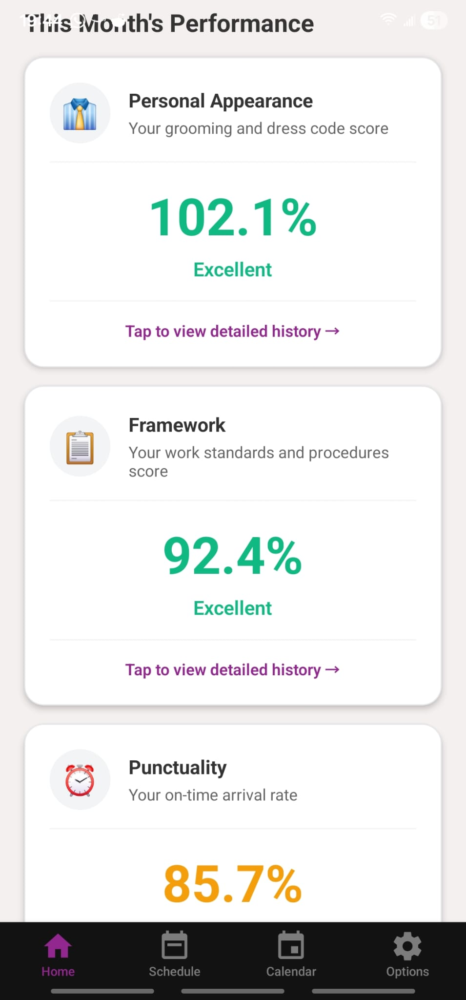 19:44
This Month's Performance
51
Personal Appearance
Your grooming and dress code score
102.1%
Excellent
Tap to view detailed history →
Framework
Your work standards and procedures
score
92.4%
Excellent
Tap to view detailed history →
Punctuality
Your on-time arrival rate
85.7%
Home
Schedule
Calendar
Options